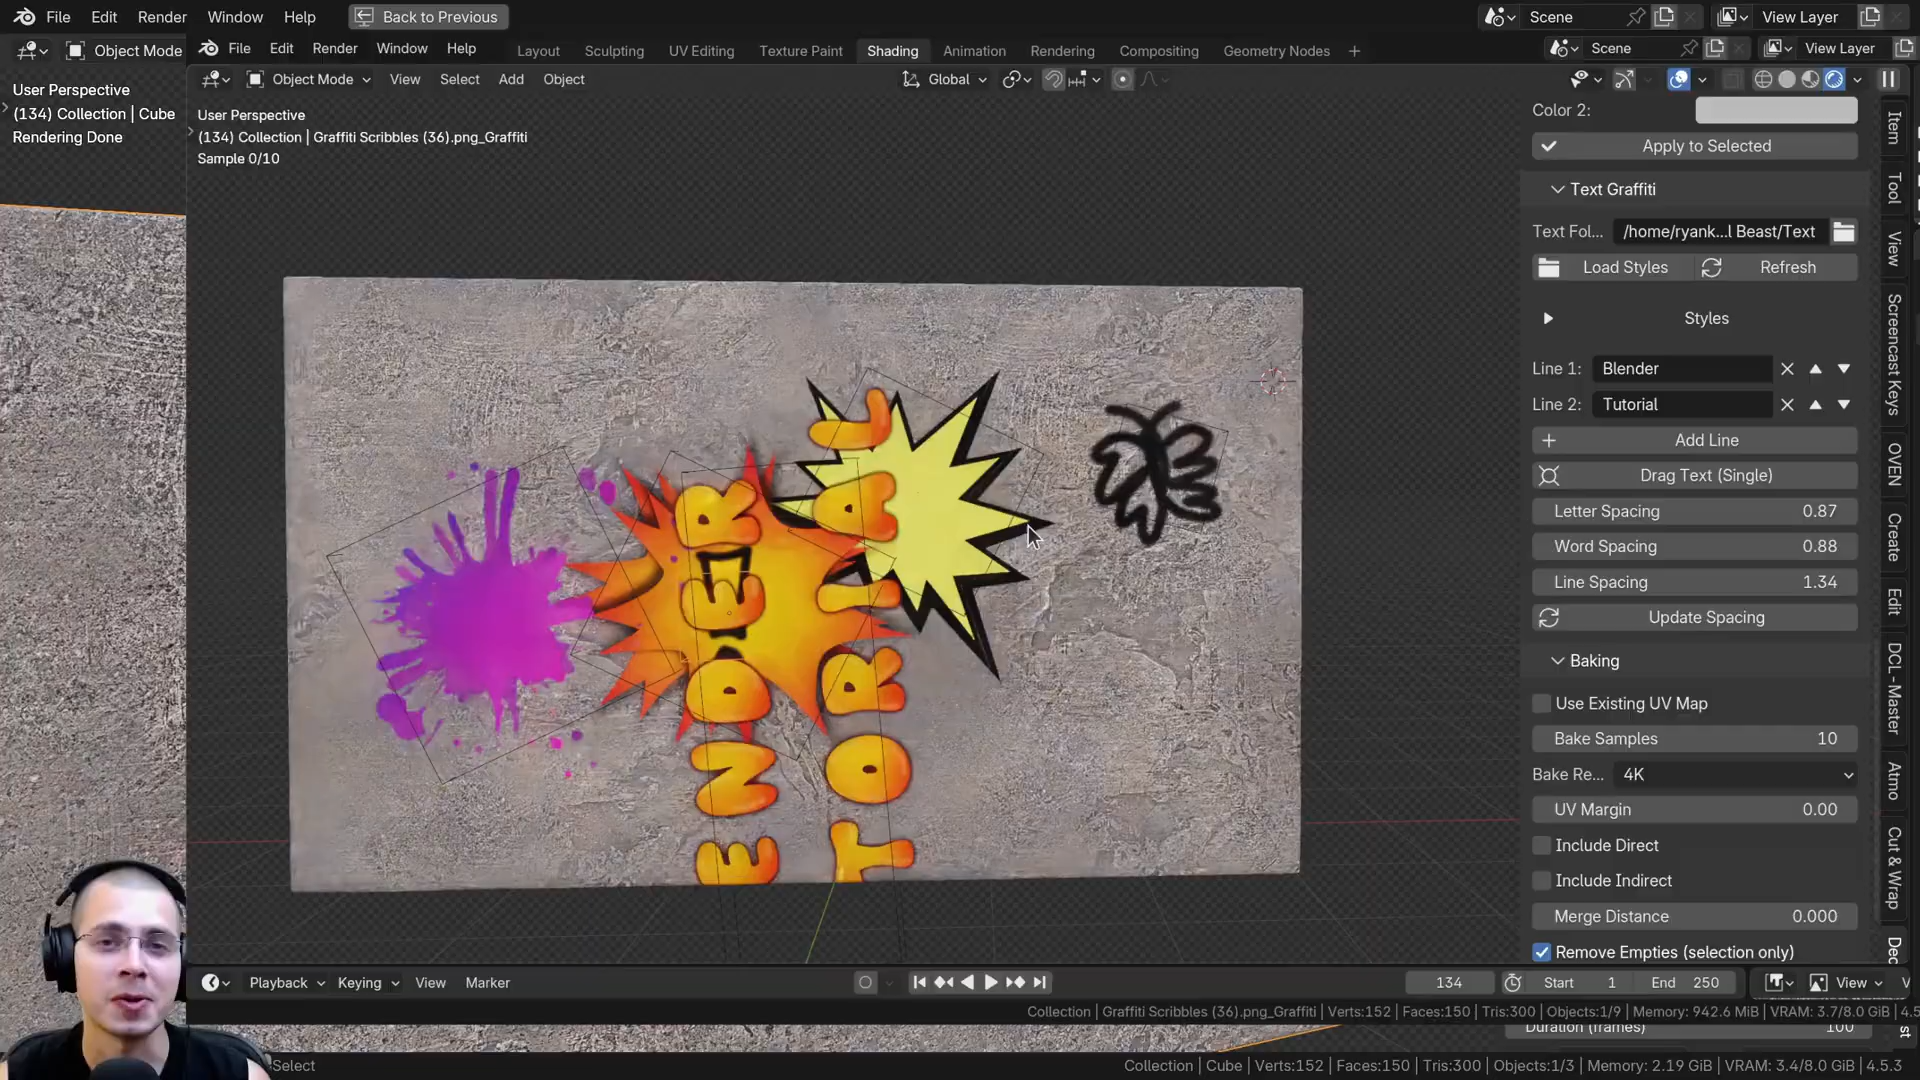 File Edit Render Window Help Back to Previous Scene View Layer
Object Mode
File Edit Render Window Help Layout Sculpting UV Editing Texture Paint Shading Animation Rendering Compositing Geometry Nodes + Scene View Layer
Object Mode View Select Add Object Global
User Perspective
(134) Collection | Cube
Rendering Done
User Perspective
(134) Collection | Graffiti Scribbles (36).png_Graffiti
Sample 0/10
Color 2:
Apply to Selected
Text Graffiti
Text Fol... /home/ryank...l Beast/Text
Load Styles Refresh
Styles
Line 1: Blender
Line 2: Tutorial
Add Line
Drag Text (Single)
Letter Spacing 0.87
Word Spacing 0.88
Line Spacing 1.34
Update Spacing
Baking
Use Existing UV Map
Bake Samples 10
Bake Re... 4K
UV Margin 0.00
Include Direct
Include Indirect
Merge Distance 0.000
Remove Empties (selection only)
Item
Tool
View
Screencast Keys
OVEN
Create
Edit
DCL - Master
Atmo
Cut & Wrap
Dec
ENDER
TORIAL
Playback Keying View Marker 134 Start 1 End 250 View
Collection | Graffiti Scribbles (36).png_Graffiti | Verts:152 | Faces:150 | Tris:300 | Objects:1/9 | Memory: 942.6 MiB | VRAM: 3.7/8.0 GiB | 4.5
Duration (frames) 100
Select
Collection | Cube | Verts:152 | Faces:150 | Tris:300 | Objects:1/3 | Memory: 2.19 GiB | VRAM: 3.4/8.0 GiB | 4.5.3